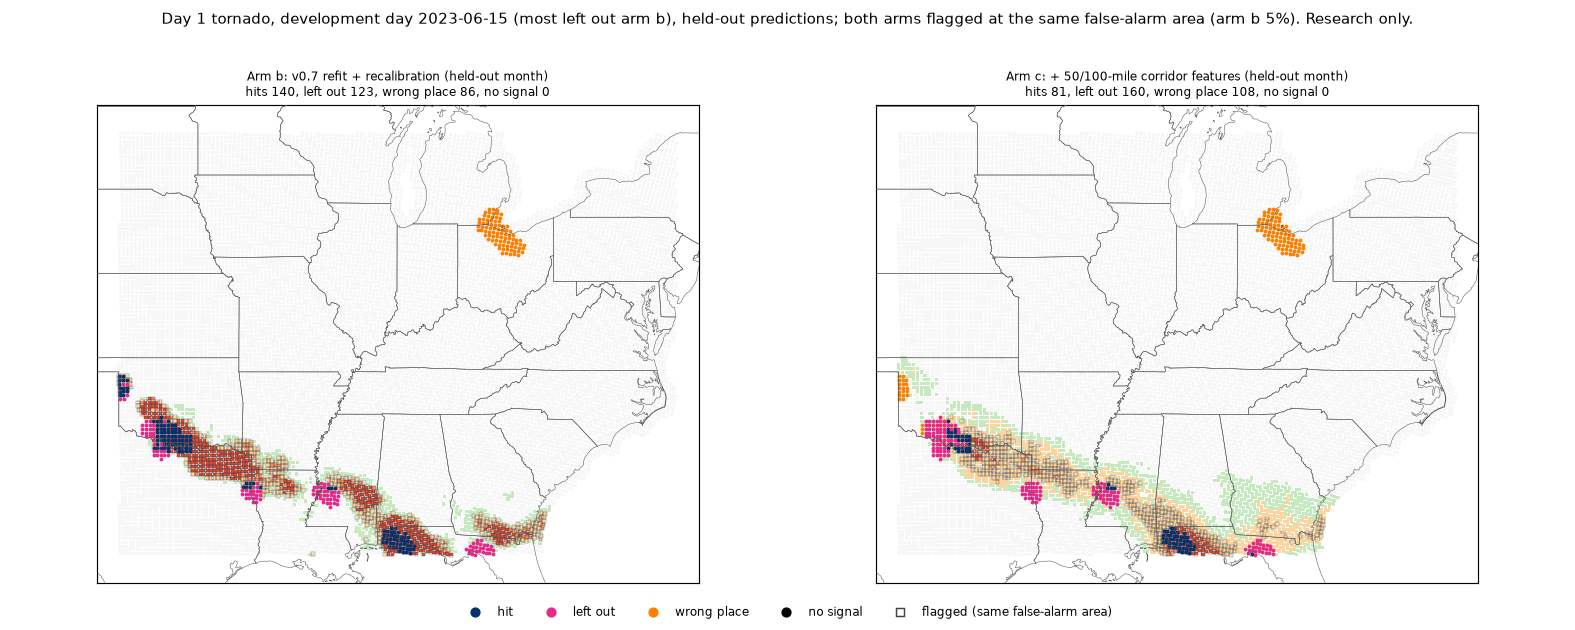 Day 1 tornado, development day 2023-06-15 (most left out arm b), held-out predictions; both arms flagged at the same false-alarm area (arm b 5%). Research only.
Arm b: v0.7 refit + recalibration (held-out month)
hits 140, left out 123, wrong place 86, no signal 0
Arm c: + 50/100-mile corridor features (held-out month)
hits 81, left out 160, wrong place 108, no signal 0
hit left out wrong place no signal flagged (same false-alarm area)